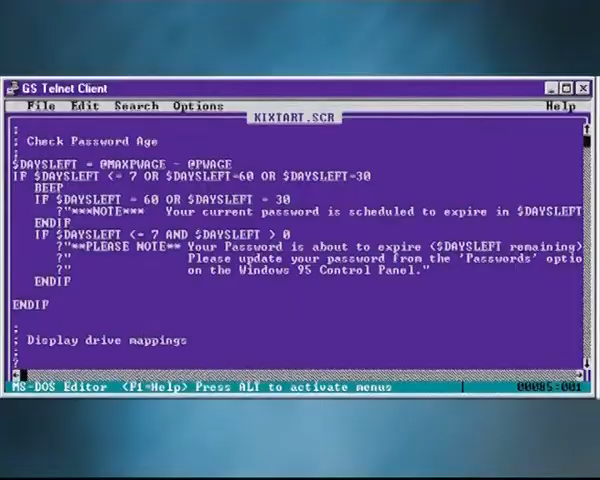 GS Telnet Client
File Edit Search Options Help
KIXTART.SCR
;
; Check Password Age
;
$DAYSLEFT = @MAXPWAGE - @PWAGE
IF $DAYSLEFT <= 7 OR $DAYSLEFT=60 OR $DAYSLEFT=30
BEEP
IF $DAYSLEFT = 60 OR $DAYSLEFT = 30
?"***NOTE*** Your current password is scheduled to expire in $DAYSLEFT
ENDIF
IF $DAYSLEFT <= 7 AND $DAYSLEFT > 0
?"**PLEASE NOTE** Your Password is about to expire ($DAYSLEFT remaining)
?" Please update your password from the 'Passwords' optio
?" on the Windows 95 Control Panel."
ENDIF
ENDIF
;
; Display drive mappings
;
?
MS-DOS Editor <F1=Help> Press ALT to activate menus 00085:001